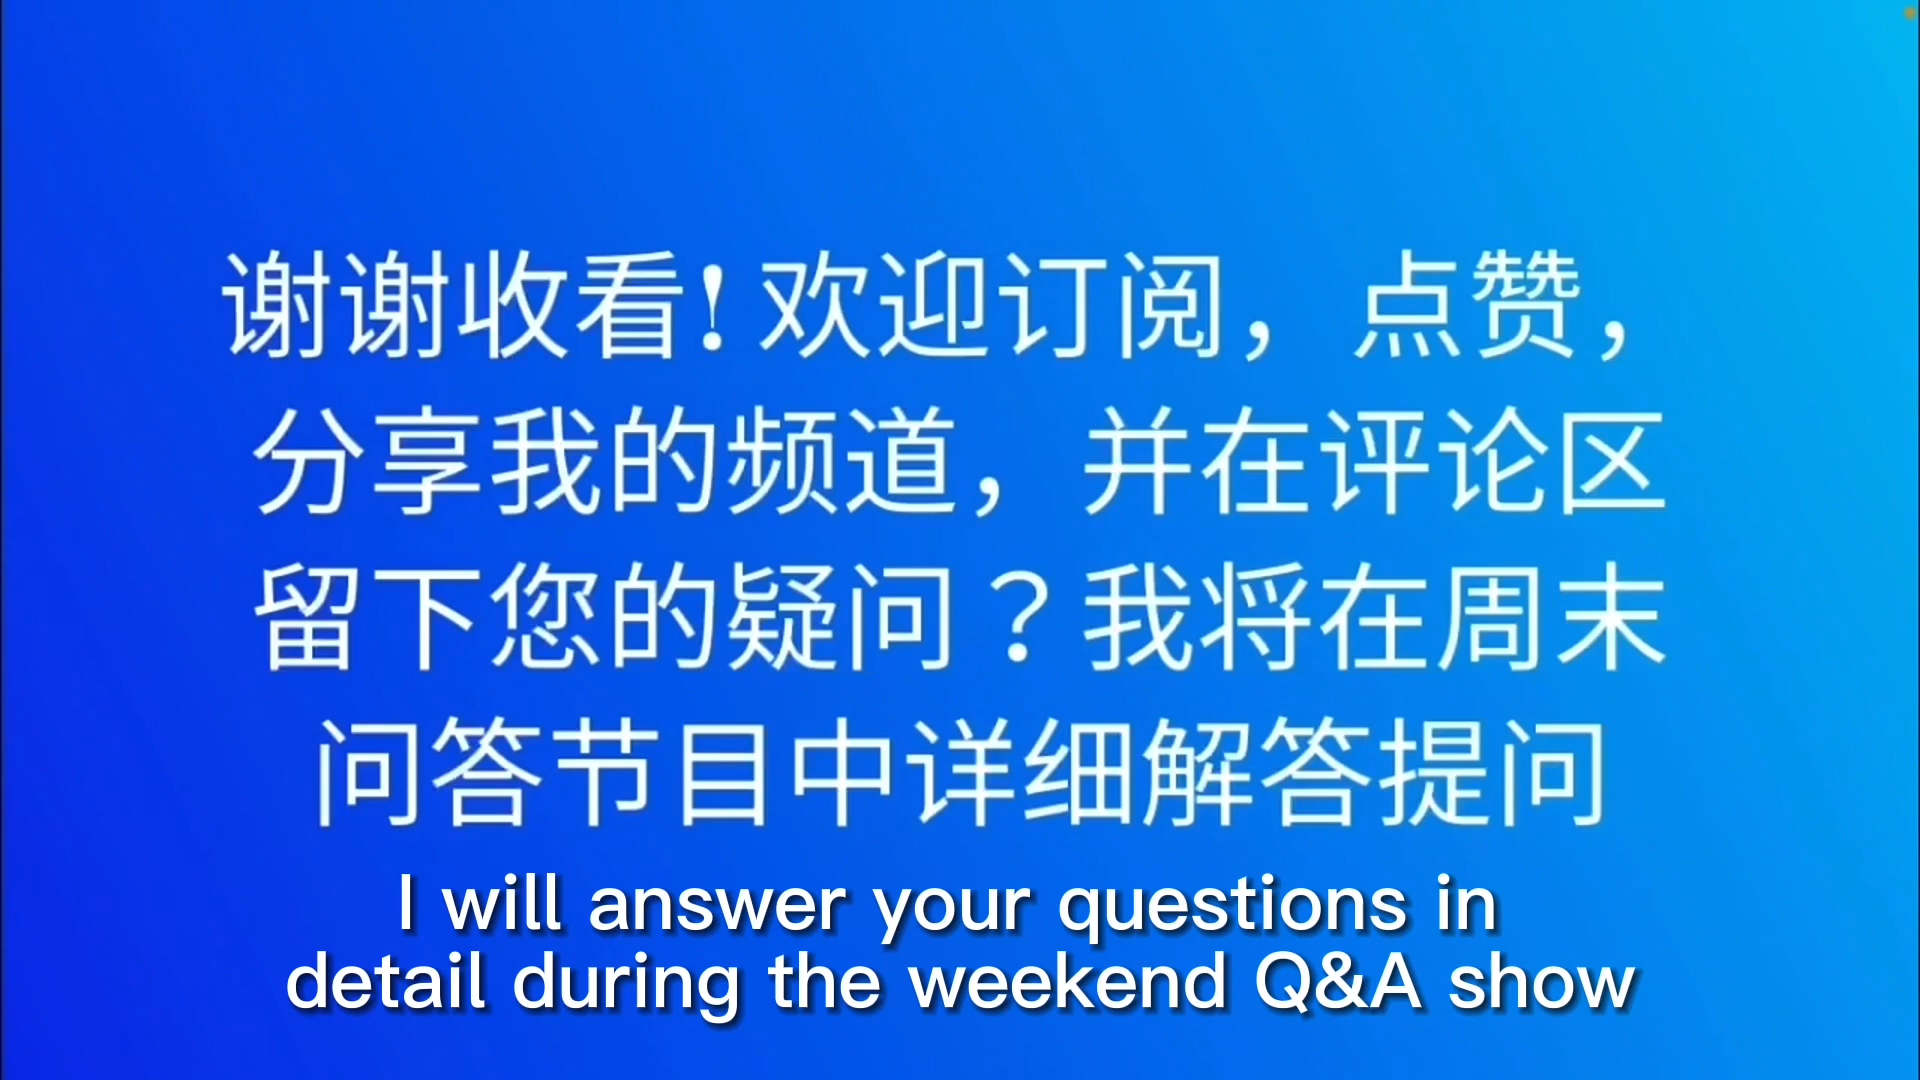 谢谢收看！欢迎订阅，点赞，
分享我的频道，并在评论区
留下您的疑问？我将在周末
问答节目中详细解答提问
I will answer your questions in
detail during the weekend Q&A show